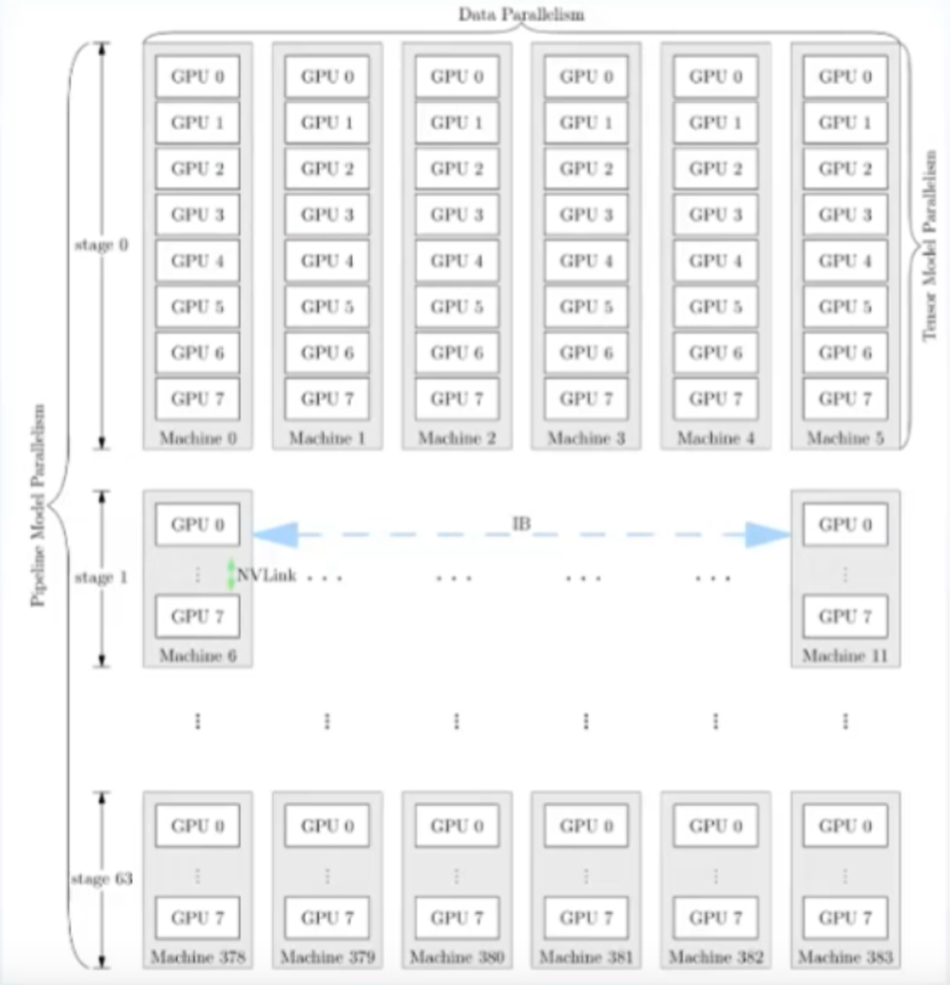 Data Parallelism
GPU 0 GPU 0 GPU 0 GPU 0 GPU 0 GPU 0
GPU 1 GPU 1 GPU 1 GPU 1 GPU 1 GPU 1
GPU 2 GPU 2 GPU 2 GPU 2 GPU 2 GPU 2
GPU 3 GPU 3 GPU 3 GPU 3 GPU 3 GPU 3
stage 0
GPU 4 GPU 4 GPU 4 GPU 4 GPU 4 GPU 4
GPU 5 GPU 5 GPU 5 GPU 5 GPU 5 GPU 5
GPU 6 GPU 6 GPU 6 GPU 6 GPU 6 GPU 6
GPU 7 GPU 7 GPU 7 GPU 7 GPU 7 GPU 7
Machine 0 Machine 1 Machine 2 Machine 3 Machine 4 Machine 5
Tensor Model Parallelism
Pipeline Model Parallelism
GPU 0 IB GPU 0
stage 1 ⋮ NVLink ... ... ... ... ⋮
GPU 7 GPU 7
Machine 6 Machine 11
⋮ ⋮ ⋮ ⋮ ⋮ ⋮
GPU 0 GPU 0 GPU 0 GPU 0 GPU 0 GPU 0
stage 63 ⋮ ⋮ ⋮ ⋮ ⋮ ⋮
GPU 7 GPU 7 GPU 7 GPU 7 GPU 7 GPU 7
Machine 378 Machine 379 Machine 380 Machine 381 Machine 382 Machine 383